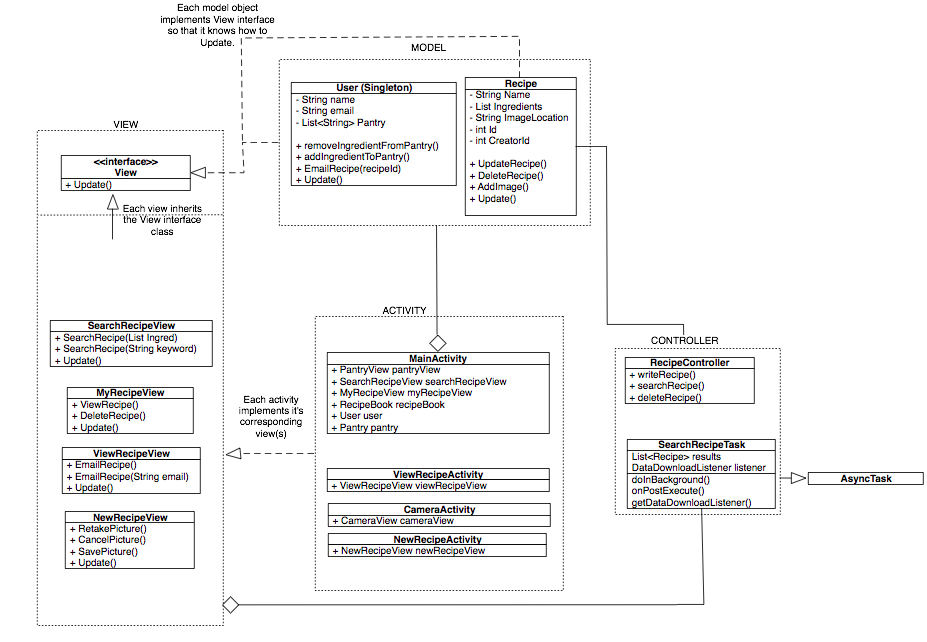 Each model object
implements View interface
so that it knows how to
Update.
MODEL
User (Singleton)
- String name
- String email
- List<String> Pantry
+ removeIngredientFromPantry()
+ addIngredientToPantry()
+ EmailRecipe(recipeId)
+ Update()
Recipe
- String Name
- List Ingredients
- String ImageLocation
- int Id
- int CreatorId
+ UpdateRecipe()
+ DeleteRecipe()
+ AddImage()
+ Update()
VIEW
<<interface>>
View
+ Update()
Each view inherits
the View interface
class
SearchRecipeView
+ SearchRecipe(List Ingred)
+ SearchRecipe(String keyword)
+ Update()
MyRecipeView
+ ViewRecipe()
+ DeleteRecipe()
+ Update()
ViewRecipeView
+ EmailRecipe()
+ EmailRecipe(String email)
+ Update()
NewRecipeView
+ RetakePicture()
+ CancelPicture()
+ SavePicture()
+ Update()
Each activity
implements it's
corresponding
view(s)
ACTIVITY
MainActivity
+ PantryView pantryView
+ SearchRecipeView searchRecipeView
+ MyRecipeView myRecipeView
+ RecipeBook recipeBook
+ User user
+ Pantry pantry
ViewRecipeActivity
+ ViewRecipeView viewRecipeView
CameraActivity
+ CameraView cameraView
NewRecipeActivity
+ NewRecipeView newRecipeView
CONTROLLER
RecipeController
+ writeRecipe()
+ searchRecipe()
+ deleteRecipe()
SearchRecipeTask
List<Recipe> results
DataDownloadListener listener
doInBackground()
onPostExecute()
getDataDownloadListener()
AsyncTask